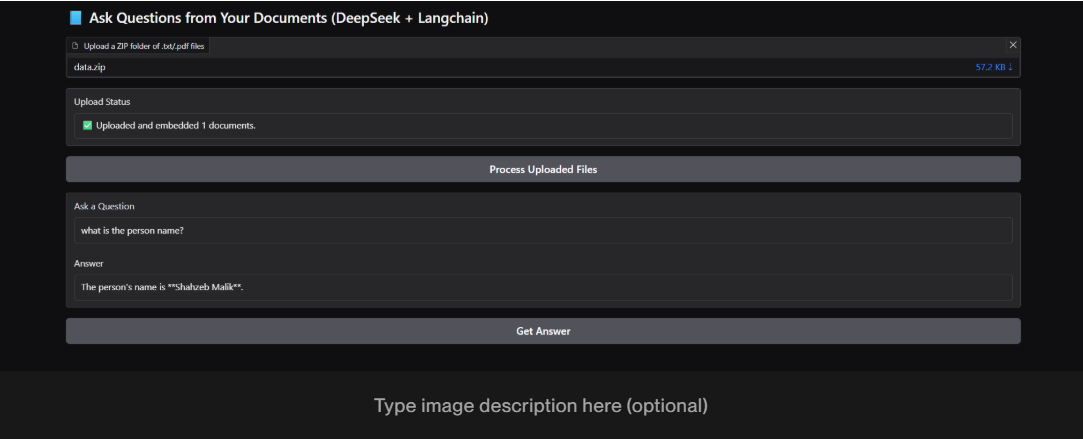 📘 Ask Questions from Your Documents (DeepSeek + Langchain)
Upload a ZIP folder of .txt/.pdf files
data.zip
57.2 KB ↓
Upload Status
✅ Uploaded and embedded 1 documents.
Process Uploaded Files
Ask a Question
what is the person name?
Answer
The person's name is **Shahzeb Malik**.
Get Answer
Type image description here (optional)